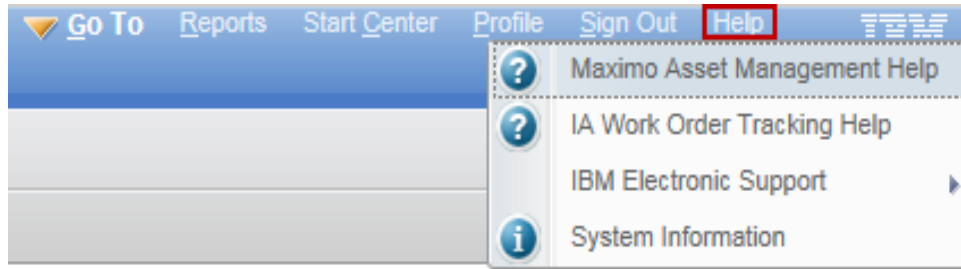 Go To Reports Start Center Profile Sign Out Help IBM
Maximo Asset Management Help
IA Work Order Tracking Help
IBM Electronic Support
System Information